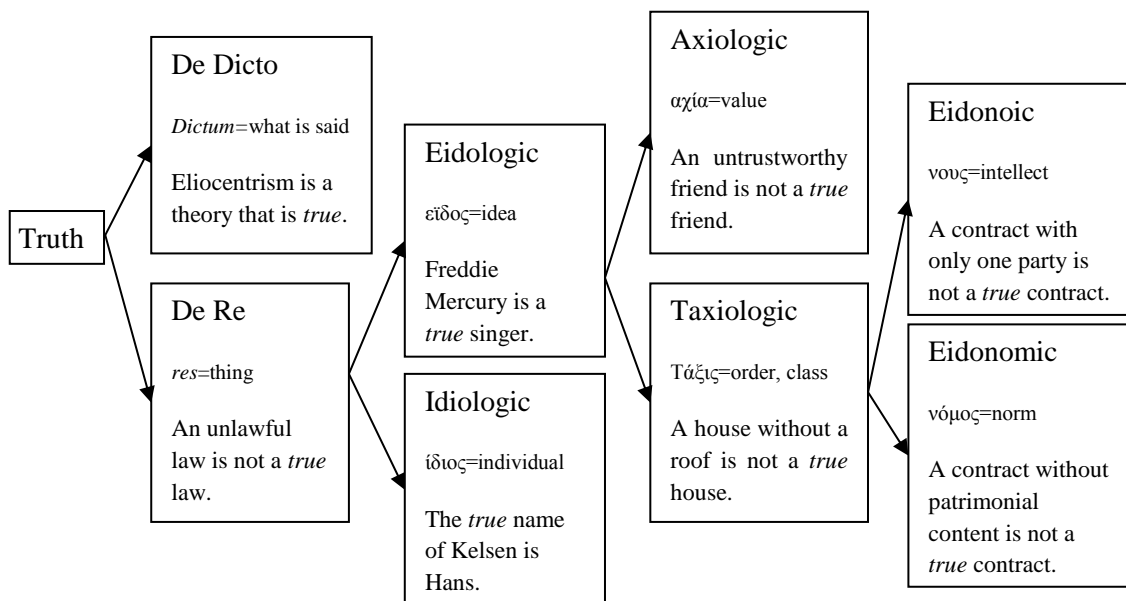 Truth
De Dicto
Dictum=what is said
Eliocentrism is a
theory that is true.
De Re
res=thing
An unlawful
law is not a true
law.
Eidologic
εϊδος=idea
Freddie
Mercury is a
true singer.
Idiologic
ίδιος=individual
The true name
of Kelsen is
Hans.
Axiologic
αχία=value
An untrustworthy
friend is not a true
friend.
Taxiologic
Τάξις=order, class
A house without a
roof is not a true
house.
Eidonoic
νους=intellect
A contract with
only one party is
not a true contract.
Eidonomic
νόμος=norm
A contract without
patrimonial
content is not a
true contract.